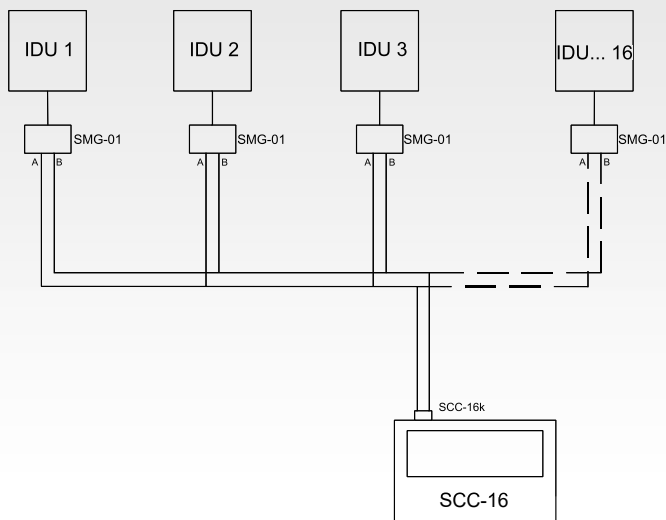 IDU 1
IDU 2
IDU 3
IDU... 16
SMG-01
SMG-01
SMG-01
SMG-01
A B
A B
A B
A B
SCC-16k
SCC-16